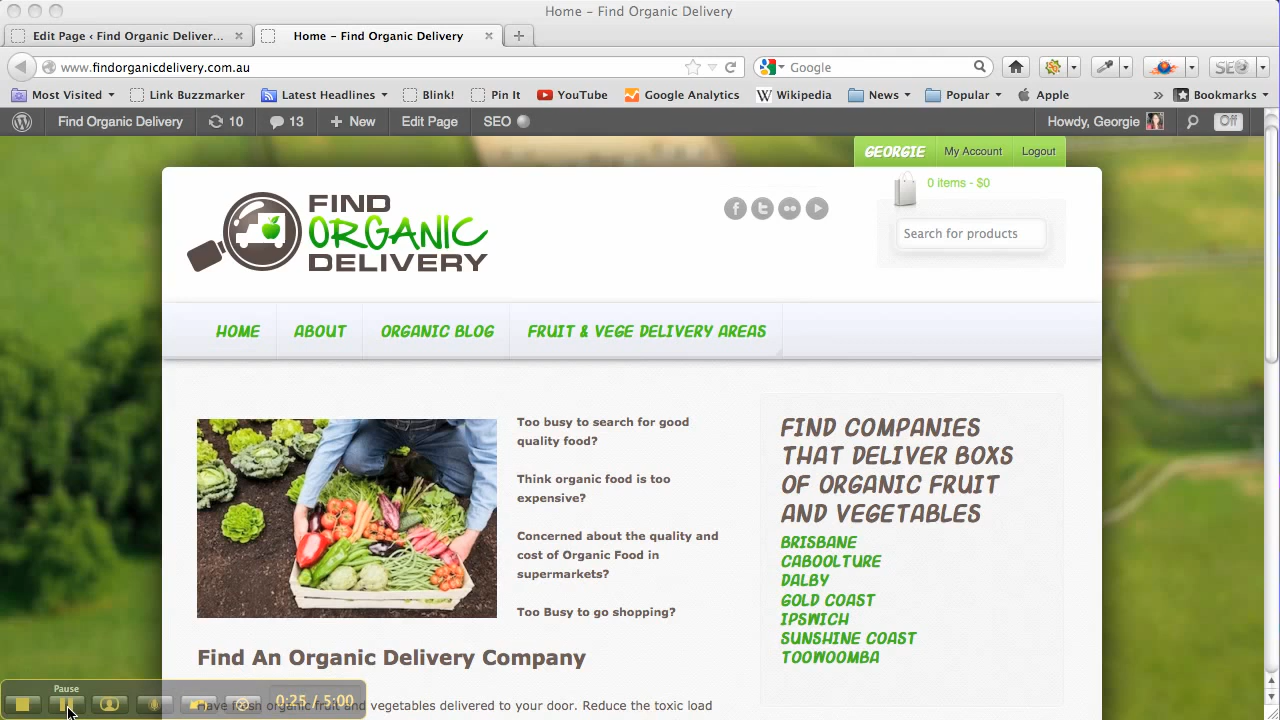 Home – Find Organic Delivery
Edit Page ‹ Find Organic Deliver...
Home – Find Organic Delivery
www.findorganicdelivery.com.au
Google
SEO
Most Visited
Link Buzzmarker
Latest Headlines
Blink!
Pin It
YouTube
Google Analytics
Wikipedia
News
Popular
Apple
»
Bookmarks
Find Organic Delivery
10
13
+ New
Edit Page
SEO
Howdy, Georgie
Off
GEORGIE
My Account
Logout
0 items - $0
Search for products
FIND
ORGANIC
DELIVERY
HOME
ABOUT
ORGANIC BLOG
FRUIT & VEGE DELIVERY AREAS
Too busy to search for good
quality food?
Think organic food is too
expensive?
Concerned about the quality and
cost of Organic Food in
supermarkets?
Too Busy to go shopping?
FIND COMPANIES
THAT DELIVER BOXS
OF ORGANIC FRUIT
AND VEGETABLES
BRISBANE
CABOOLTURE
DALBY
GOLD COAST
IPSWICH
SUNSHINE COAST
TOOWOOMBA
Find An Organic Delivery Company
Have fresh organic fruit and vegetables delivered to your door. Reduce the toxic load
Pause
0:25 / 5:00